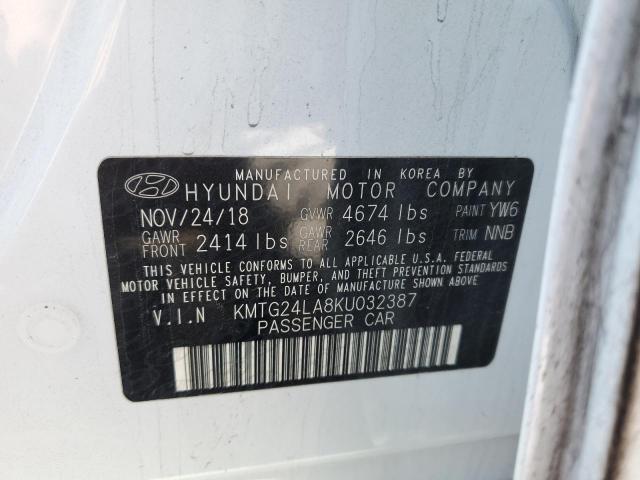 MANUFACTURED IN KOREA BY
HYUNDAI MOTOR COMPANY
NOV/24/18 GVWR 4674 lbs PAINT YW6
GAWR FRONT 2414 lbs GAWR REAR 2646 lbs TRIM NNB
THIS VEHICLE CONFORMS TO ALL APPLICABLE U.S.A. FEDERAL
MOTOR VEHICLE SAFETY, BUMPER, AND THEFT PREVENTION STANDARDS
IN EFFECT ON THE DATE OF MANUFACTURE SHOWN ABOVE.
V.I.N KMTG24LA8KU032387
PASSENGER CAR